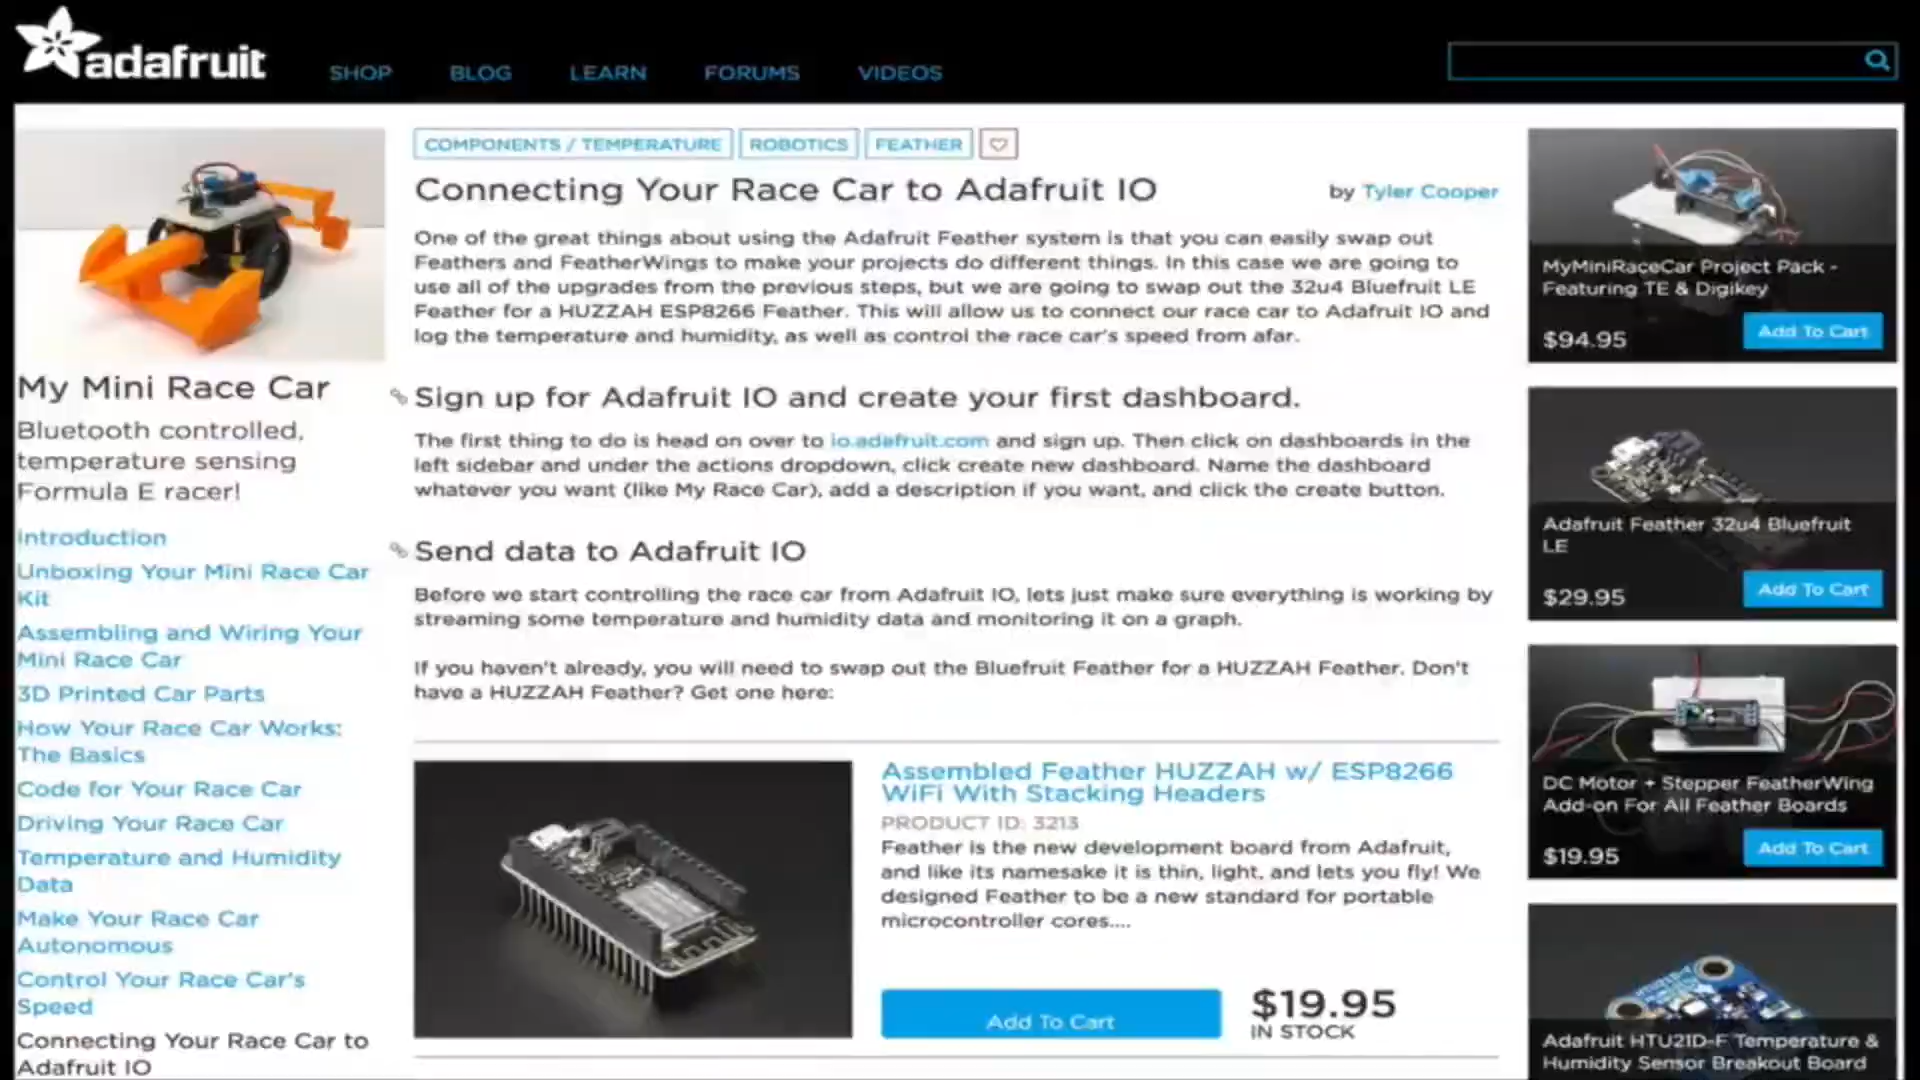 adafruit
SHOP BLOG LEARN FORUMS VIDEOS
My Mini Race Car
Bluetooth controlled,
temperature sensing
Formula E racer!
Introduction
Unboxing Your Mini Race Car
Kit
Assembling and Wiring Your
Mini Race Car
3D Printed Car Parts
How Your Race Car Works:
The Basics
Code for Your Race Car
Driving Your Race Car
Temperature and Humidity
Data
Make Your Race Car
Autonomous
Control Your Race Car's
Speed
Connecting Your Race Car to
Adafruit IO
COMPONENTS / TEMPERATURE ROBOTICS FEATHER
Connecting Your Race Car to Adafruit IO
by Tyler Cooper
One of the great things about using the Adafruit Feather system is that you can easily swap out
Feathers and FeatherWings to make your projects do different things. In this case we are going to
use all of the upgrades from the previous steps, but we are going to swap out the 32u4 Bluefruit LE
Feather for a HUZZAH ESP8266 Feather. This will allow us to connect our race car to Adafruit IO and
log the temperature and humidity, as well as control the race car's speed from afar.
Sign up for Adafruit IO and create your first dashboard.
The first thing to do is head on over to io.adafruit.com and sign up. Then click on dashboards in the
left sidebar and under the actions dropdown, click create new dashboard. Name the dashboard
whatever you want (like My Race Car), add a description if you want, and click the create button.
Send data to Adafruit IO
Before we start controlling the race car from Adafruit IO, lets just make sure everything is working by
streaming some temperature and humidity data and monitoring it on a graph.
If you haven't already, you will need to swap out the Bluefruit Feather for a HUZZAH Feather. Don't
have a HUZZAH Feather? Get one here:
Assembled Feather HUZZAH w/ ESP8266
WiFi With Stacking Headers
PRODUCT ID: 3213
Feather is the new development board from Adafruit,
and like its namesake it is thin, light, and lets you fly! We
designed Feather to be a new standard for portable
microcontroller cores....
Add To Cart
$19.95
IN STOCK
MyMiniRaceCar Project Pack -
Featuring TE & Digikey
$94.95
Add To Cart
Adafruit Feather 32u4 Bluefruit
LE
$29.95
Add To Cart
DC Motor + Stepper FeatherWing
Add-on For All Feather Boards
$19.95
Add To Cart
Adafruit HTU21D-F Temperature &
Humidity Sensor Breakout Board